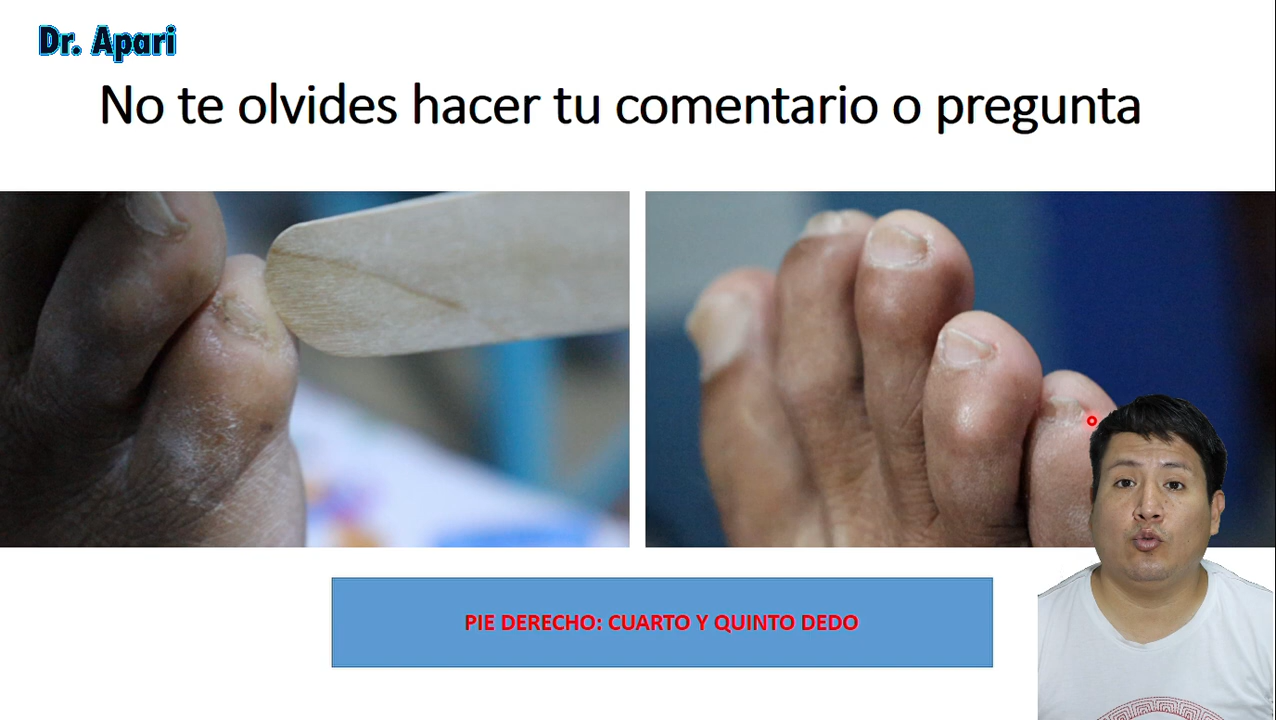 Dr. Apari
No te olvides hacer tu comentario o pregunta
PIE DERECHO: CUARTO Y QUINTO DEDO